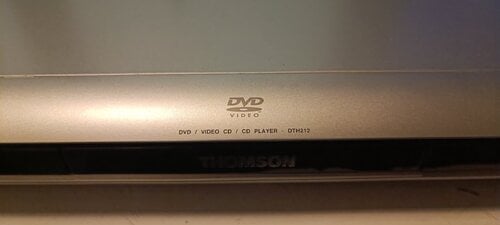 DVD
VIDEO
DVD / VIDEO CD / CD PLAYER - DTH212
THOMSON